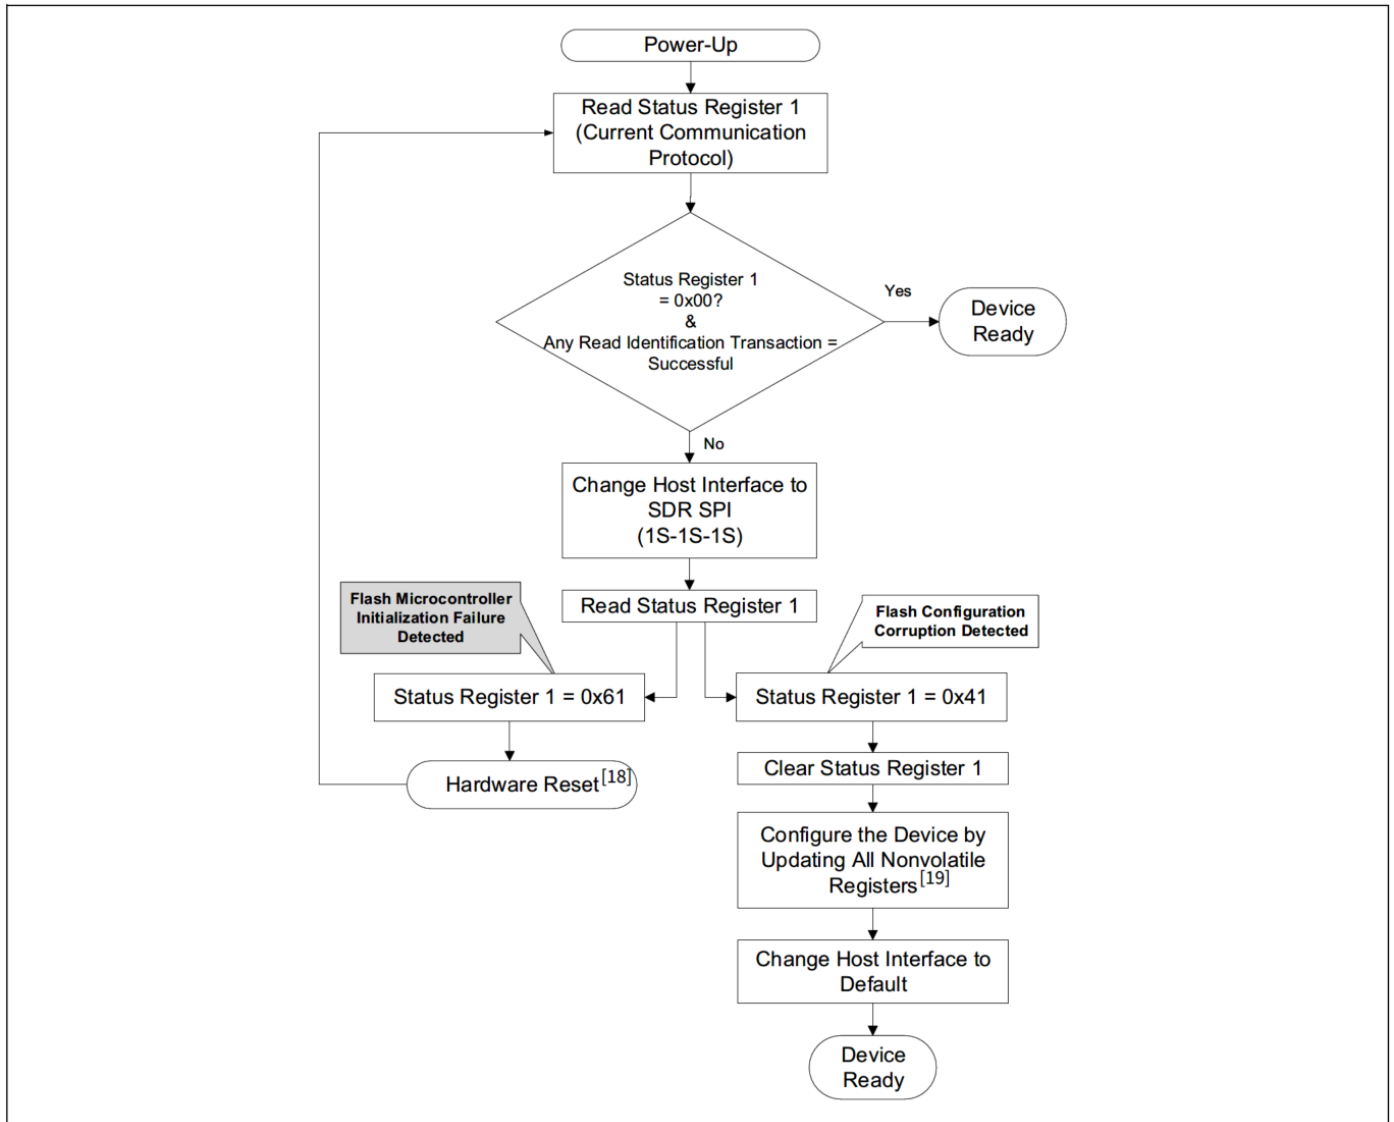 Power-Up
Read Status Register 1
(Current Communication
Protocol)
Status Register 1
= 0x00?
&
Any Read Identification Transaction =
Successful
Yes
Device
Ready
No
Change Host Interface to
SDR SPI
(1S-1S-1S)
Read Status Register 1
Flash Microcontroller
Initialization Failure
Detected
Flash Configuration
Corruption Detected
Status Register 1 = 0x61
Status Register 1 = 0x41
Hardware Reset[18]
Clear Status Register 1
Configure the Device by
Updating All Nonvolatile
Registers[19]
Change Host Interface to
Default
Device
Ready